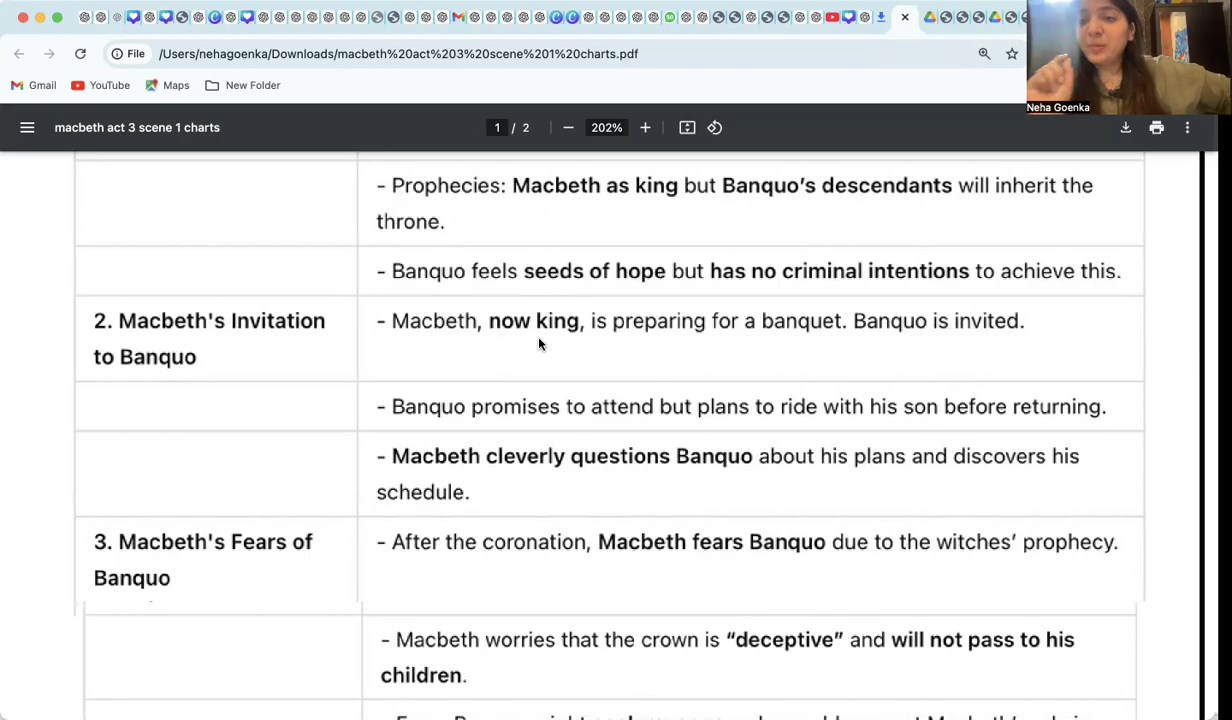 File
/Users/nehagoenka/Downloads/macbeth%20act%203%20scene%201%20charts.pdf
Gmail
YouTube
Maps
New Folder
Neha Goenka
macbeth act 3 scene 1 charts
1 / 2
202%
- Prophecies: Macbeth as king but Banquo's descendants will inherit the
throne.
- Banquo feels seeds of hope but has no criminal intentions to achieve this.
2. Macbeth's Invitation
to Banquo
- Macbeth, now king, is preparing for a banquet. Banquo is invited.
- Banquo promises to attend but plans to ride with his son before returning.
- Macbeth cleverly questions Banquo about his plans and discovers his
schedule.
3. Macbeth's Fears of
Banquo
- After the coronation, Macbeth fears Banquo due to the witches' prophecy.
- Macbeth worries that the crown is "deceptive" and will not pass to his
children.